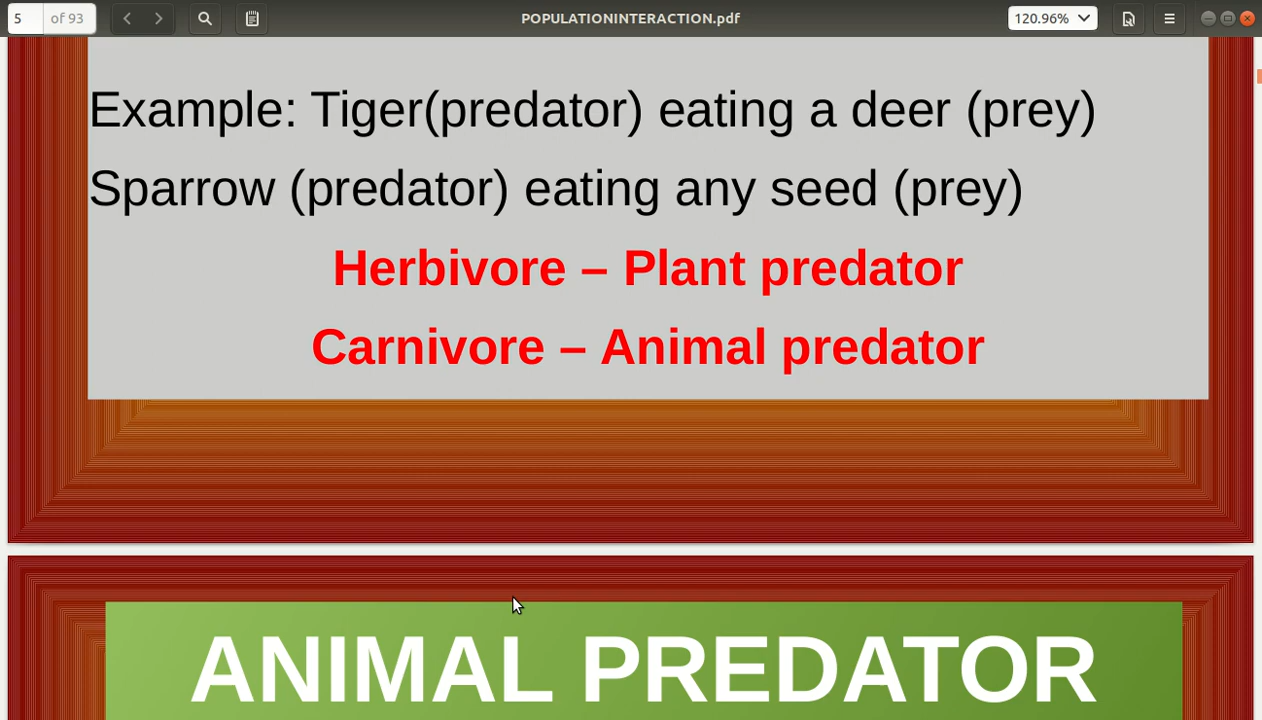 5 of 93 POPULATIONINTERACTION.pdf 120.96%
Example: Tiger(predator) eating a deer (prey)
Sparrow (predator) eating any seed (prey)
Herbivore – Plant predator
Carnivore – Animal predator
ANIMAL PREDATOR